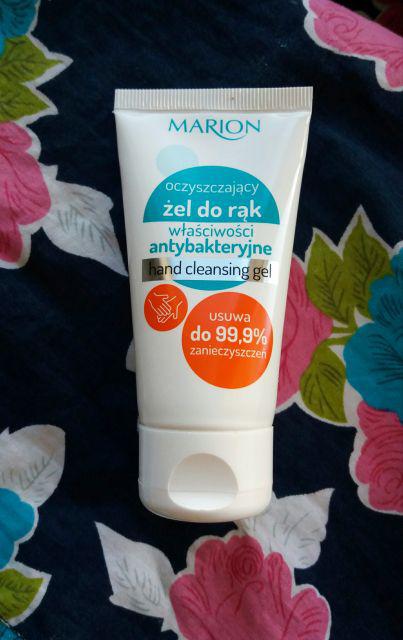 MARION
oczyszczający
żel do rąk
właściwości
antybakteryjne
hand cleansing gel
usuwa
do 99,9%
zanieczyszczeń